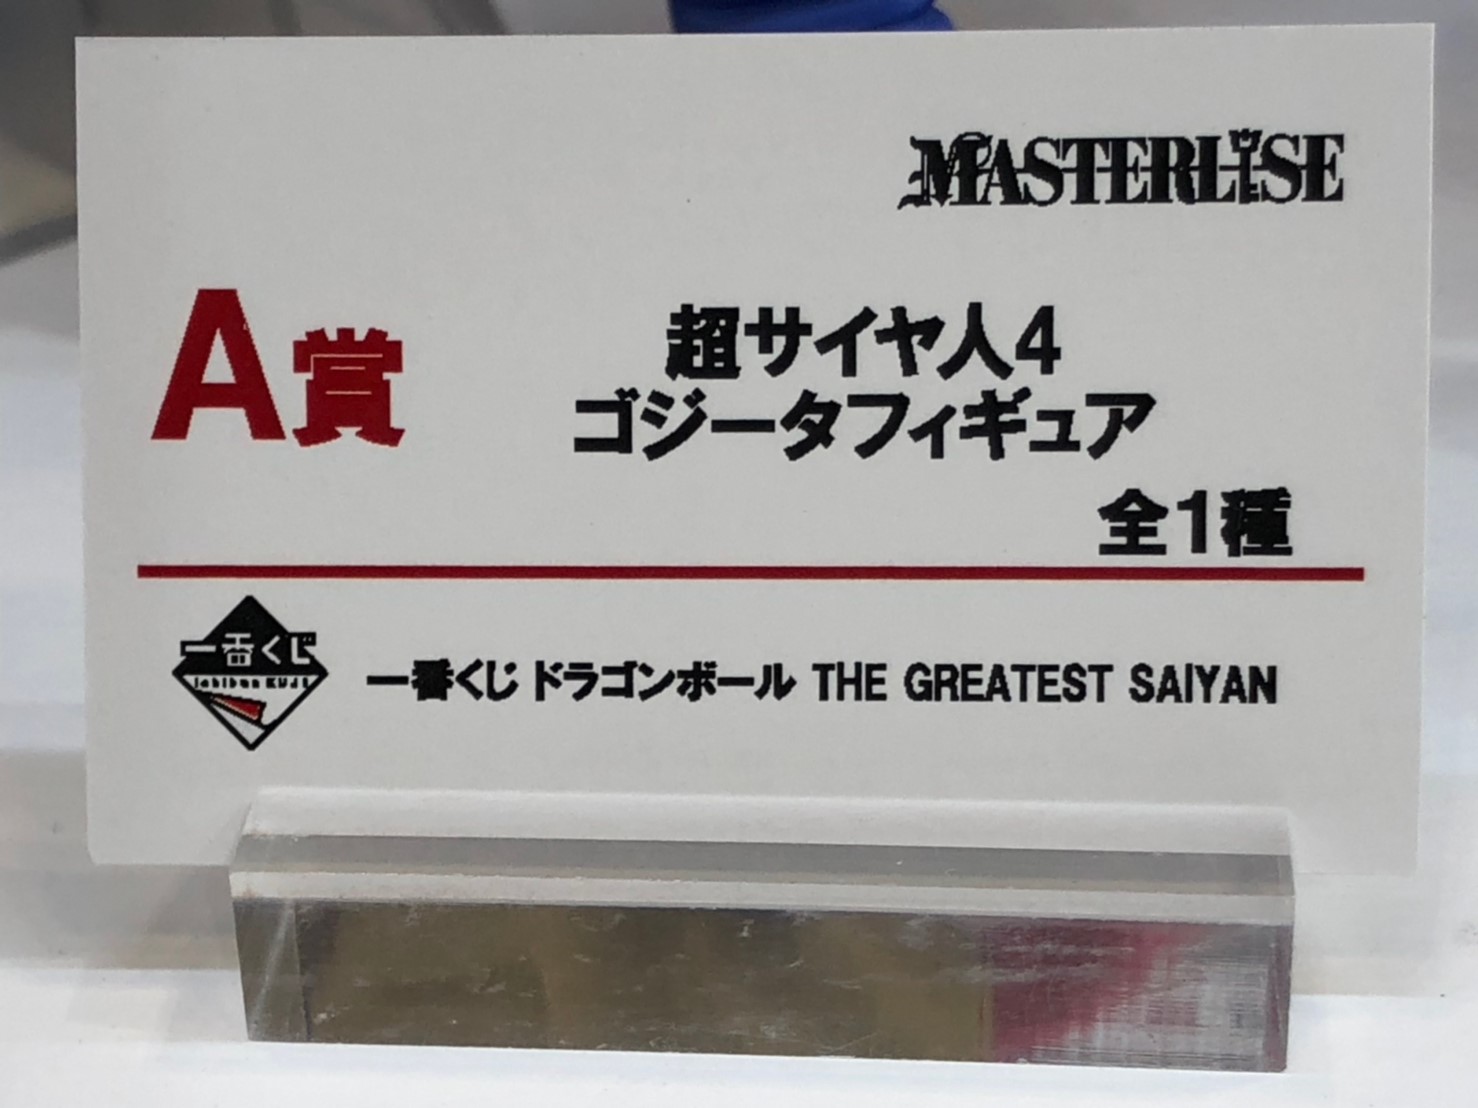 MASTERLISE
A賞
超サイヤ人4
ゴジータフィギュア
全1種
一番くじ
Ichiban KUJI
一番くじ ドラゴンボール THE GREATEST SAIYAN